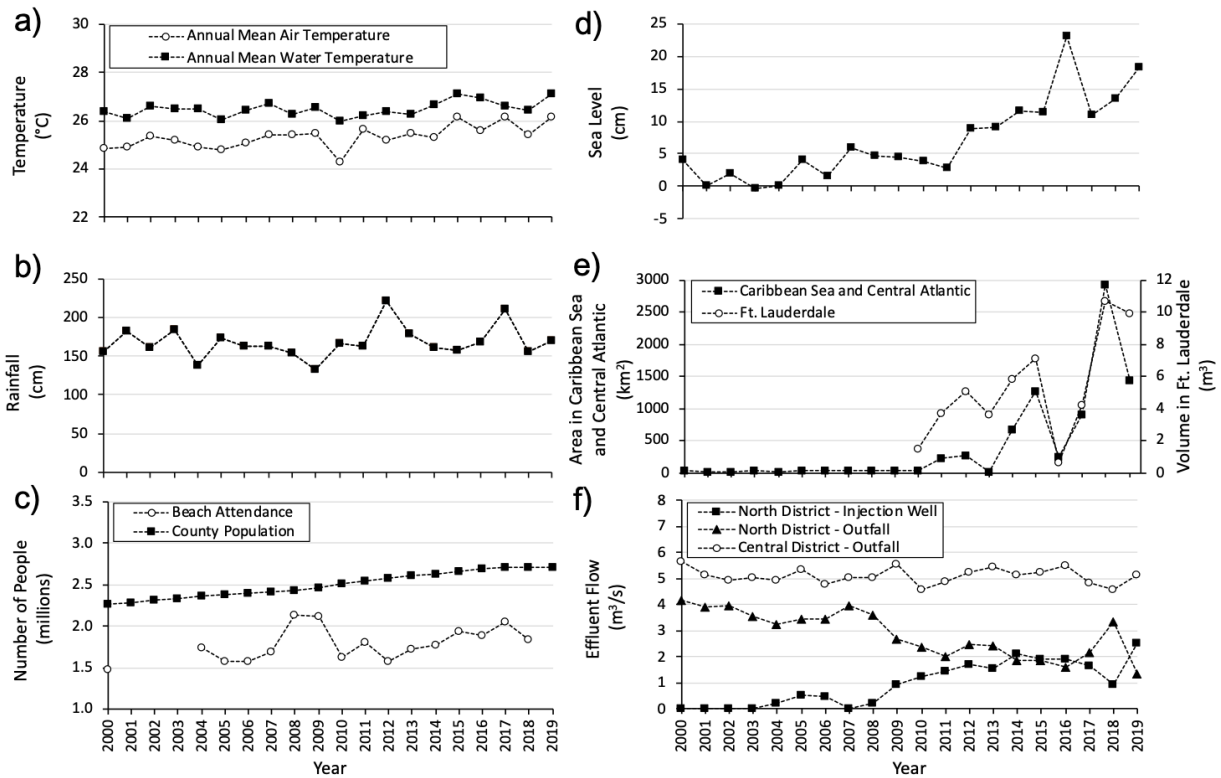 a)
Annual Mean Air Temperature
Annual Mean Water Temperature
Temperature
(°C)
28
26
24
22
b)
Rainfall
(cm)
250
200
150
100
50
0
c)
Beach Attendance
County Population
Number of People
(millions)
3.5
3.0
2.5
2.0
1.5
1.0
2000 2001 2002 2003 2004 2005 2006 2007 2008 2009 2010 2011 2012 2013 2014 2015 2016 2017 2018 2019
Year
d)
Sea Level
(cm)
25
20
15
10
5
0
-5
e)
Caribbean Sea and Central Atlantic
Ft. Lauderdale
Area in Caribbean Sea
and Central Atlantic
(km²)
3000
2500
2000
1500
1000
500
0
12
10
8
6
4
2
0
Volume in Ft. Lauderdale
(m³)
f)
North District - Injection Well
North District - Outfall
Central District - Outfall
Effluent Flow
(m³/s)
8
7
6
5
4
3
2
1
0
2000 2001 2002 2003 2004 2005 2006 2007 2008 2009 2010 2011 2012 2013 2014 2015 2016 2017 2018 2019
Year